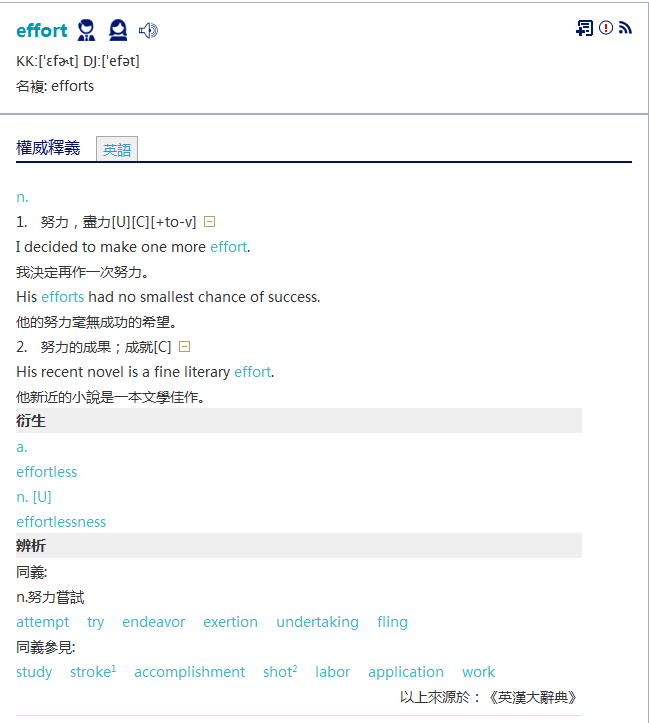 effort
KK:[ˋɛfɚt] DJ:[ˈefət]
名複: efforts
權威釋義 英語
n.
1. 努力，盡力[U][C][+to-v]
I decided to make one more effort.
我決定再作一次努力。
His efforts had no smallest chance of success.
他的努力毫無成功的希望。
2. 努力的成果；成就[C]
His recent novel is a fine literary effort.
他新近的小說是一本文學佳作。
衍生
a.
effortless
n. [U]
effortlessness
辨析
同義:
n.努力嘗試
attempt try endeavor exertion undertaking fling
同義參見:
study stroke¹ accomplishment shot² labor application work
以上來源於：《英漢大辭典》